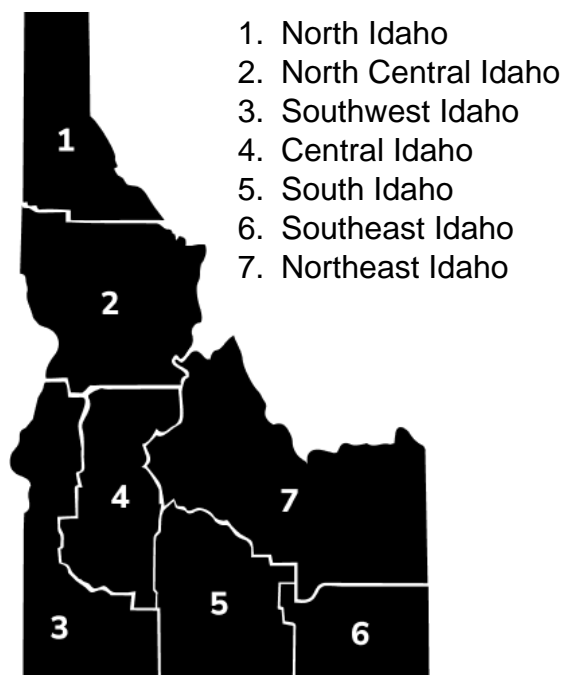 1. North Idaho
2. North Central Idaho
3. Southwest Idaho
4. Central Idaho
5. South Idaho
6. Southeast Idaho
7. Northeast Idaho
1
2
4
7
5
3
6